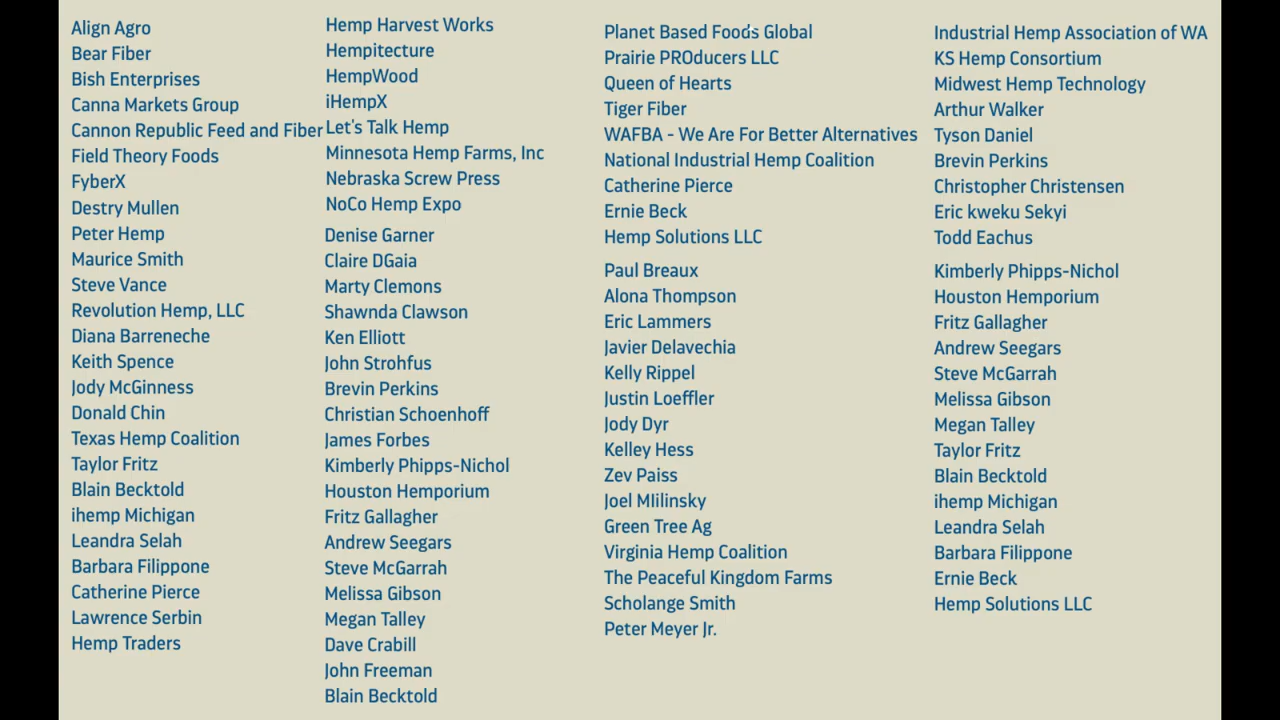 Align Agro
Bear Fiber
Bish Enterprises
Canna Markets Group
Cannon Republic Feed and Fiber
Field Theory Foods
FyberX
Destry Mullen
Peter Hemp
Maurice Smith
Steve Vance
Revolution Hemp, LLC
Diana Barreneche
Keith Spence
Jody McGinness
Donald Chin
Texas Hemp Coalition
Taylor Fritz
Blain Becktold
ihemp Michigan
Leandra Selah
Barbara Filippone
Catherine Pierce
Lawrence Serbin
Hemp Traders
Hemp Harvest Works
Hempitecture
HempWood
iHempX
Let's Talk Hemp
Minnesota Hemp Farms, Inc
Nebraska Screw Press
NoCo Hemp Expo
Denise Garner
Claire DGaia
Marty Clemons
Shawnda Clawson
Ken Elliott
John Strohfus
Brevin Perkins
Christian Schoenhoff
James Forbes
Kimberly Phipps-Nichol
Houston Hemporium
Fritz Gallagher
Andrew Seegars
Steve McGarrah
Melissa Gibson
Megan Talley
Dave Crabill
John Freeman
Blain Becktold
Planet Based Foods Global
Prairie PROducers LLC
Queen of Hearts
Tiger Fiber
WAFBA - We Are For Better Alternatives
National Industrial Hemp Coalition
Catherine Pierce
Ernie Beck
Hemp Solutions LLC
Paul Breaux
Alona Thompson
Eric Lammers
Javier Delavechia
Kelly Rippel
Justin Loeffler
Jody Dyr
Kelley Hess
Zev Paiss
Joel MIilinsky
Green Tree Ag
Virginia Hemp Coalition
The Peaceful Kingdom Farms
Scholange Smith
Peter Meyer Jr.
Industrial Hemp Association of WA
KS Hemp Consortium
Midwest Hemp Technology
Arthur Walker
Tyson Daniel
Brevin Perkins
Christopher Christensen
Eric kweku Sekyi
Todd Eachus
Kimberly Phipps-Nichol
Houston Hemporium
Fritz Gallagher
Andrew Seegars
Steve McGarrah
Melissa Gibson
Megan Talley
Taylor Fritz
Blain Becktold
ihemp Michigan
Leandra Selah
Barbara Filippone
Ernie Beck
Hemp Solutions LLC